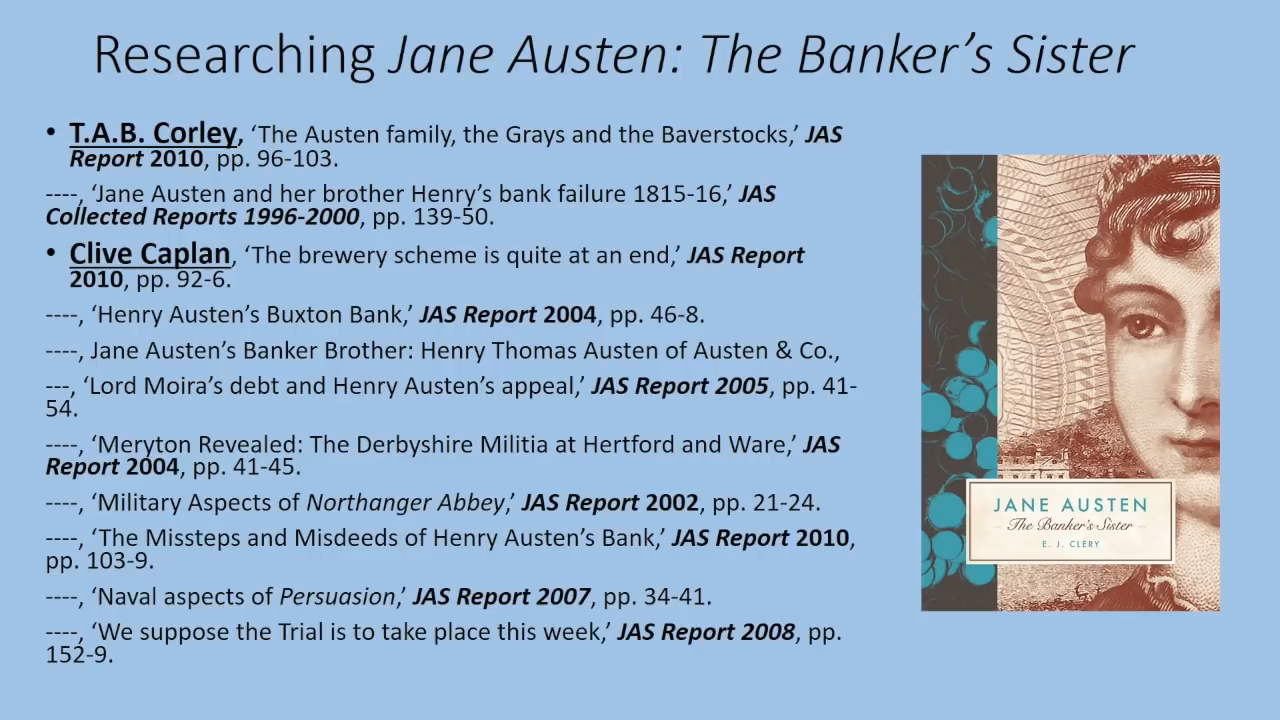 Researching Jane Austen: The Banker’s Sister
• T.A.B. Corley, ‘The Austen family, the Grays and the Baverstocks,’ JAS
Report 2010, pp. 96-103.
----, ‘Jane Austen and her brother Henry’s bank failure 1815-16,’ JAS
Collected Reports 1996-2000, pp. 139-50.
• Clive Caplan, ‘The brewery scheme is quite at an end,’ JAS Report
2010, pp. 92-6.
----, ‘Henry Austen’s Buxton Bank,’ JAS Report 2004, pp. 46-8.
----, Jane Austen’s Banker Brother: Henry Thomas Austen of Austen & Co.,
---, ‘Lord Moira’s debt and Henry Austen’s appeal,’ JAS Report 2005, pp. 41-
54.
----, ‘Meryton Revealed: The Derbyshire Militia at Hertford and Ware,’ JAS
Report 2004, pp. 41-45.
----, ‘Military Aspects of Northanger Abbey,’ JAS Report 2002, pp. 21-24.
----, ‘The Missteps and Misdeeds of Henry Austen’s Bank,’ JAS Report 2010,
pp. 103-9.
----, ‘Naval aspects of Persuasion,’ JAS Report 2007, pp. 34-41.
----, ‘We suppose the Trial is to take place this week,’ JAS Report 2008, pp.
152-9.
JANE AUSTEN
The Banker’s Sister
E. J. CLERY